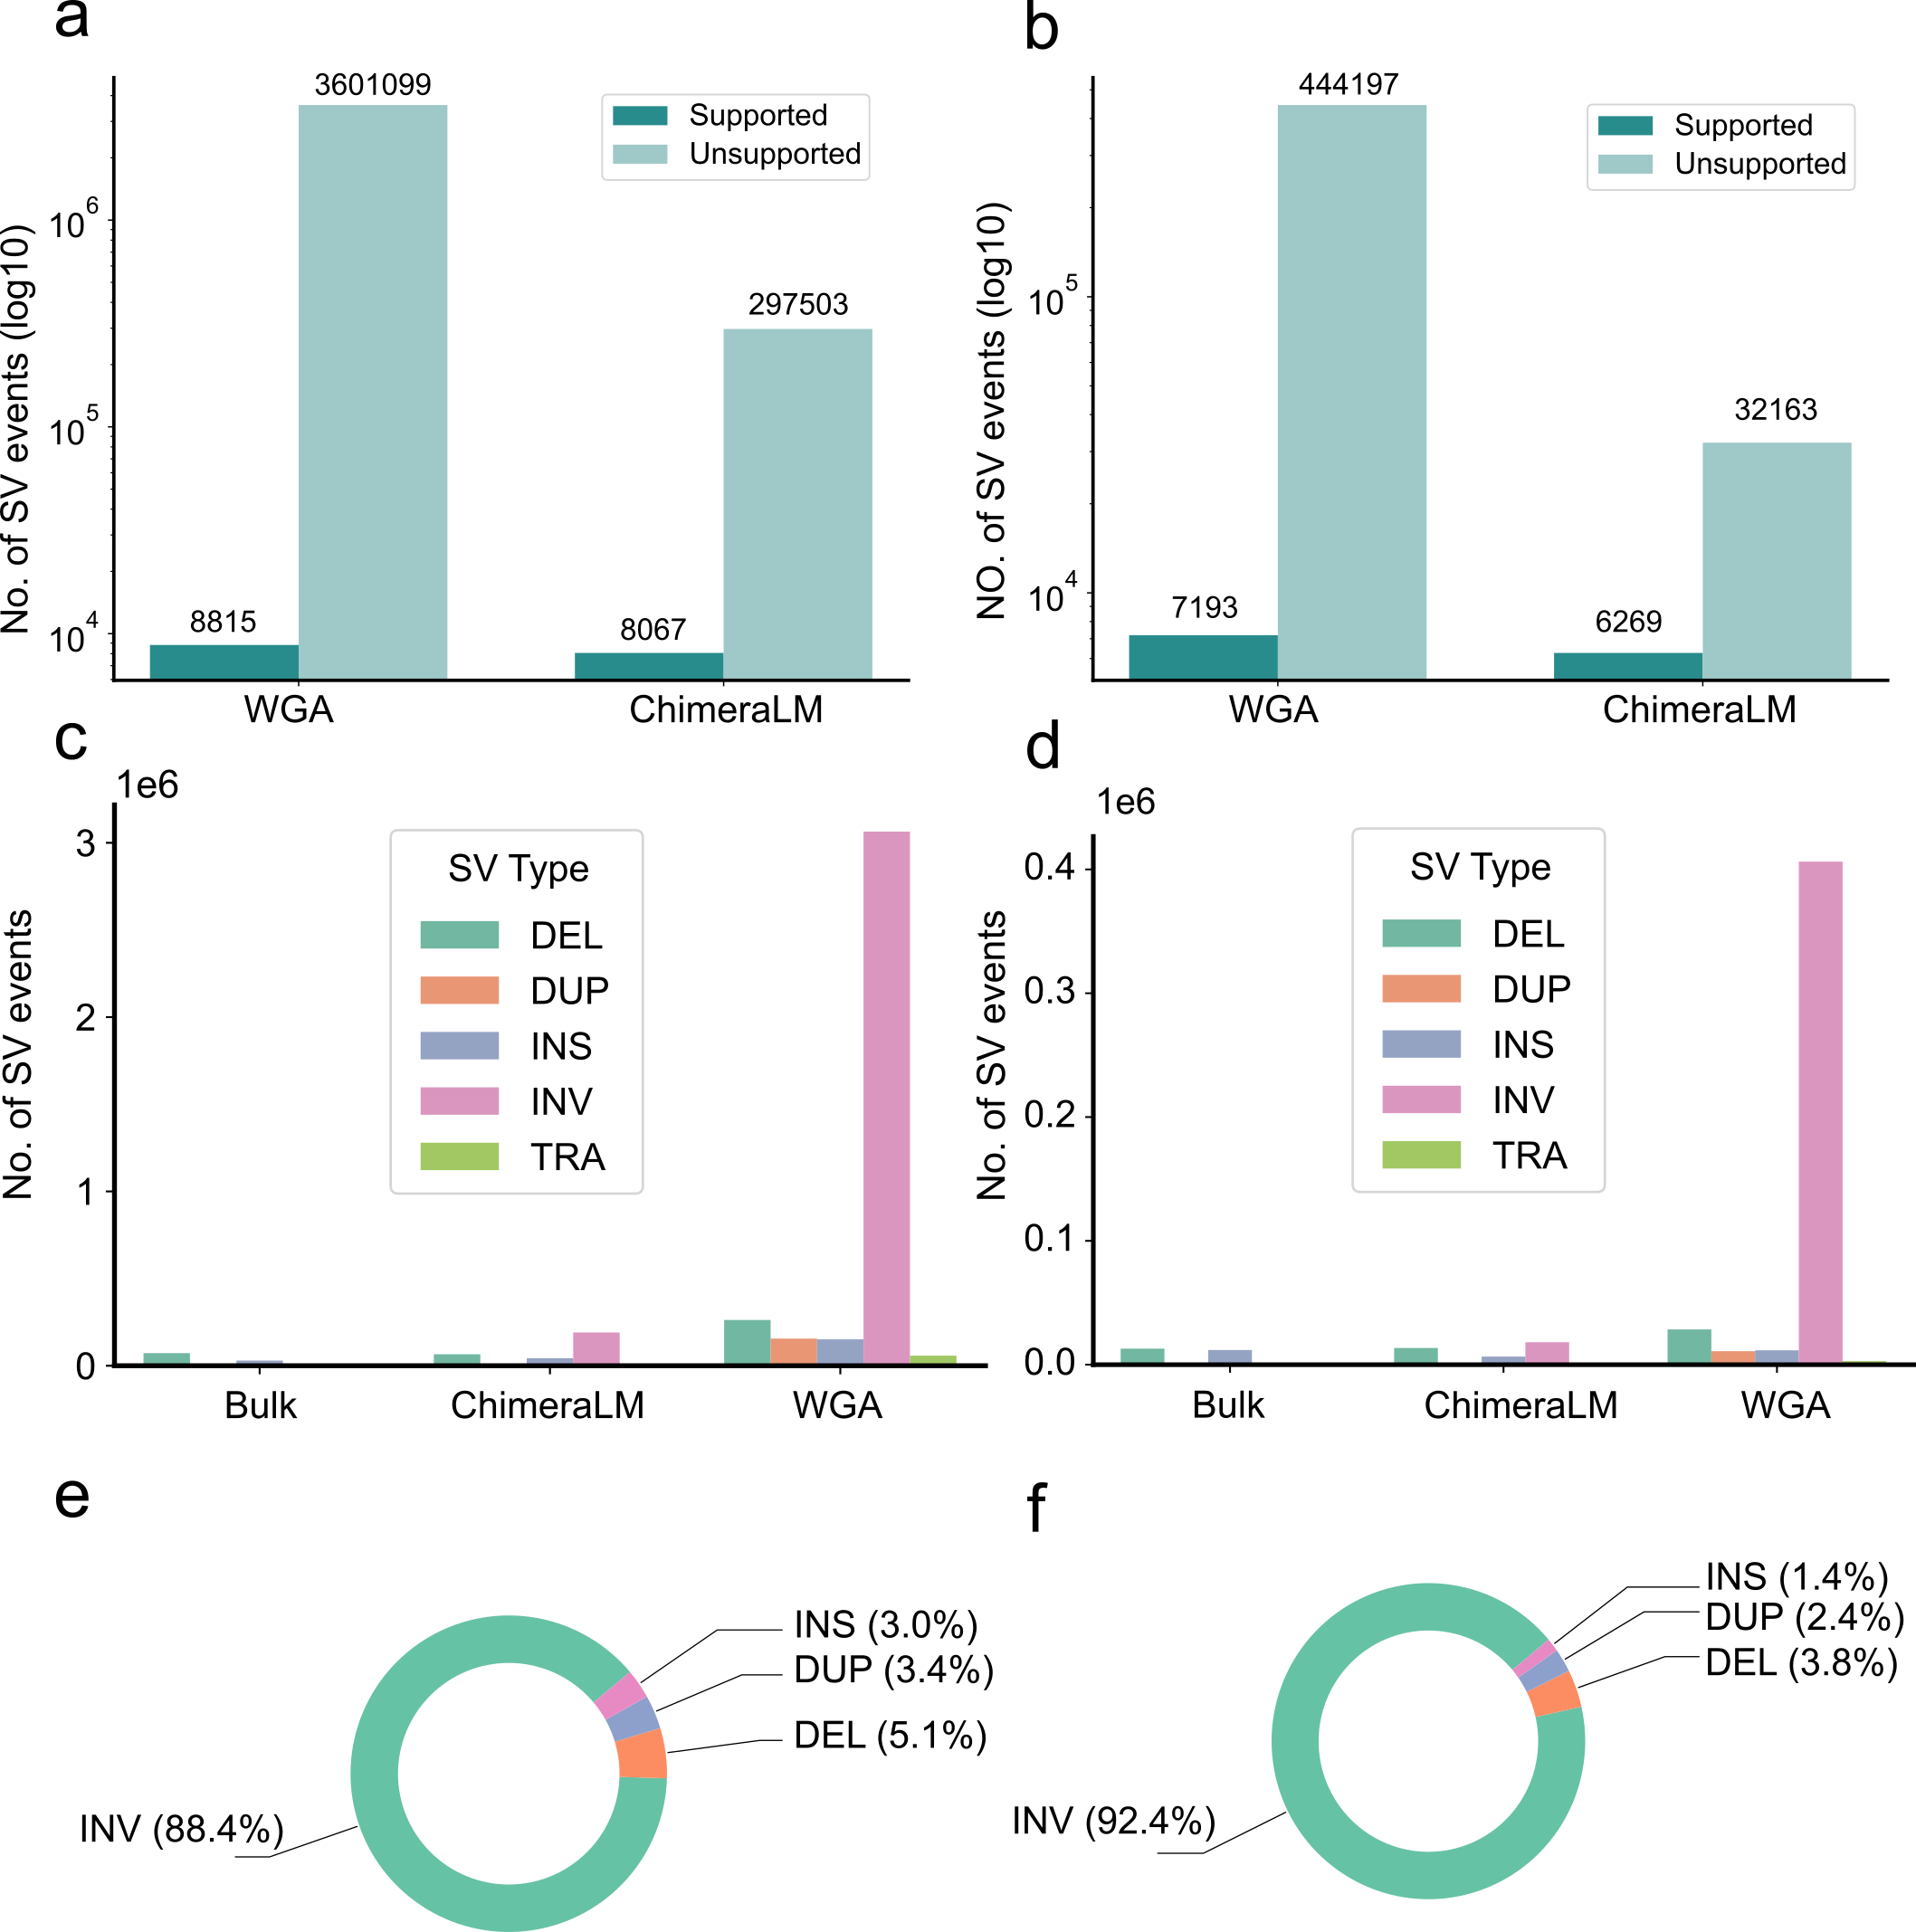 a
3601099
Supported
Unsupported
10^6
297503
10^5
8815
8067
10^4
No. of SV events (log10)
WGA
ChimeraLM
b
444197
Supported
Unsupported
10^5
32163
10^4
7193
6269
NO. of SV events (log10)
WGA
ChimeraLM
c
1e6
3
2
1
0
No. of SV events
SV Type
DEL
DUP
INS
INV
TRA
Bulk
ChimeraLM
WGA
d
1e6
0.4
0.3
0.2
0.1
0.0
No. of SV events
SV Type
DEL
DUP
INS
INV
TRA
Bulk
ChimeraLM
WGA
e
INS (3.0%)
DUP (3.4%)
DEL (5.1%)
INV (88.4%)
f
INS (1.4%)
DUP (2.4%)
DEL (3.8%)
INV (92.4%)